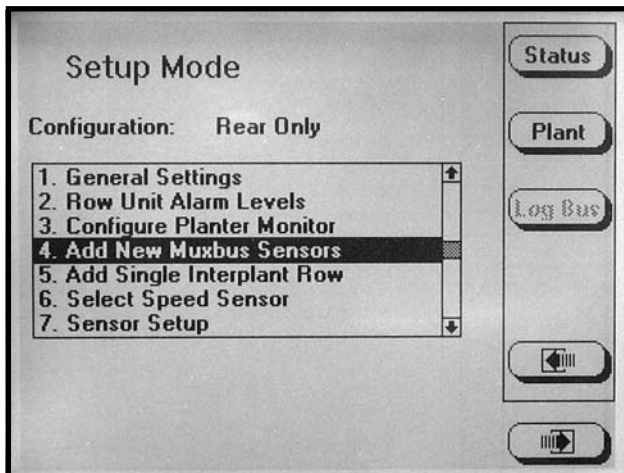 Setup Mode
Configuration: Rear Only
1. General Settings
2. Row Unit Alarm Levels
3. Configure Planter Monitor
4. Add New Muxbus Sensors
5. Add Single Interplant Row
6. Select Speed Sensor
7. Sensor Setup
Status
Plant
Log Bus